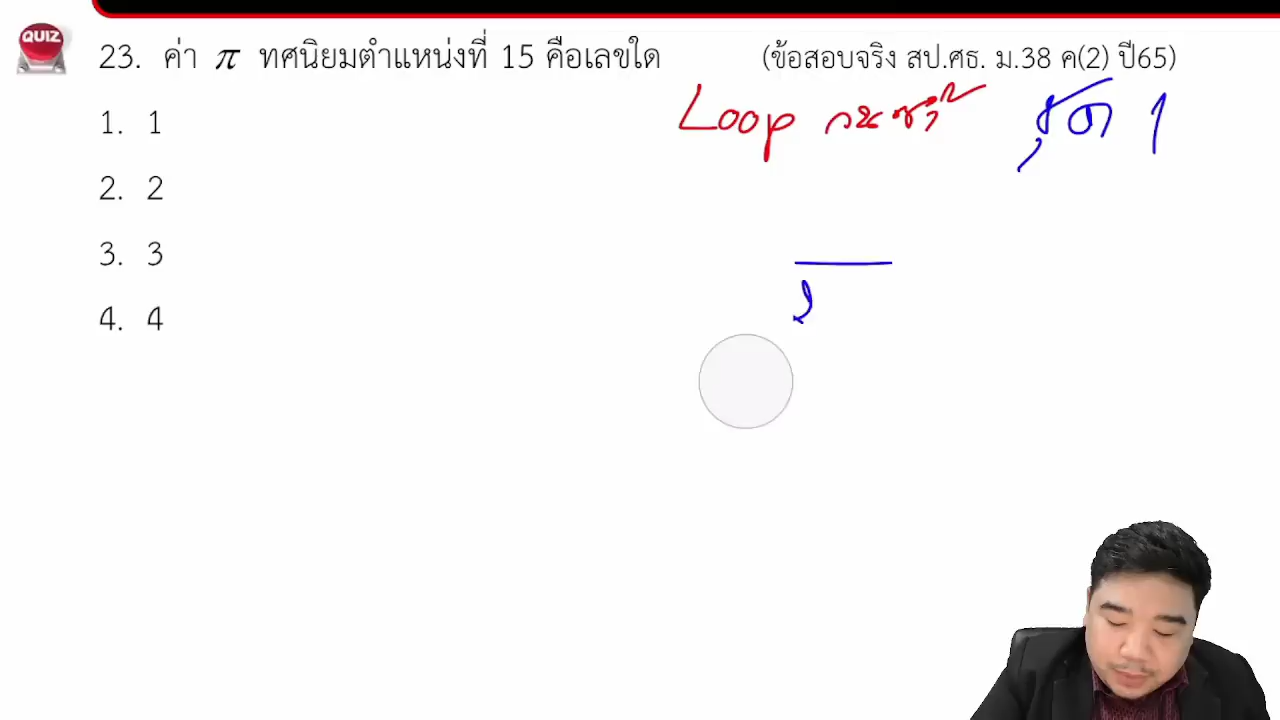 QUIZ
23. ค่า π ทศนิยมตำแหน่งที่ 15 คือเลขใด (ข้อสอบจริง สป.ศธ. ม.38 ค(2) ปี65)
Loop 1
1. 1
2. 2
3. 3
4. 4